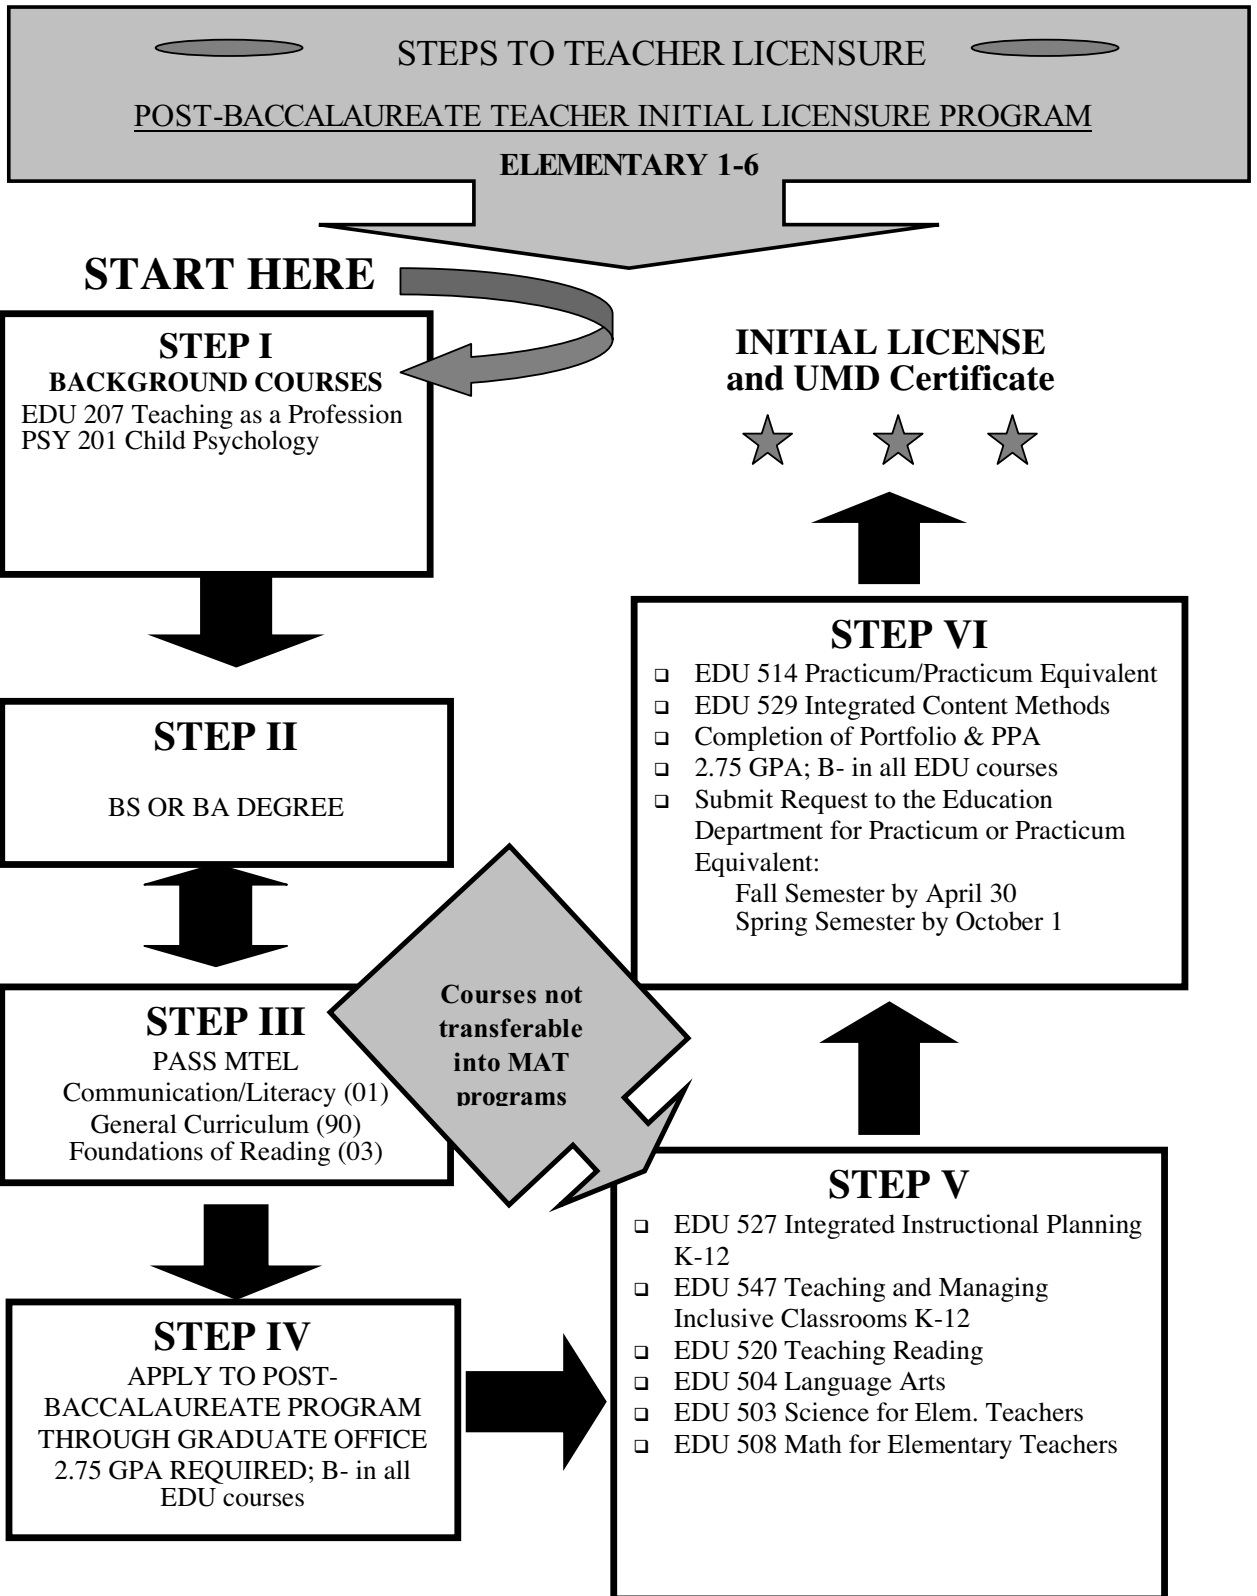 STEPS TO TEACHER LICENSURE
POST-BACCALAUREATE TEACHER INITIAL LICENSURE PROGRAM
ELEMENTARY 1-6
START HERE
STEP I
BACKGROUND COURSES
EDU 207 Teaching as a Profession
PSY 201 Child Psychology
STEP II
BS OR BA DEGREE
STEP III
PASS MTEL
Communication/Literacy (01)
General Curriculum (90)
Foundations of Reading (03)
STEP IV
APPLY TO POST-
BACCALAUREATE PROGRAM
THROUGH GRADUATE OFFICE
2.75 GPA REQUIRED; B- in all
EDU courses
Courses not
transferable
into MAT
programs
STEP V
EDU 527 Integrated Instructional Planning
K-12
EDU 547 Teaching and Managing
Inclusive Classrooms K-12
EDU 520 Teaching Reading
EDU 504 Language Arts
EDU 503 Science for Elem. Teachers
EDU 508 Math for Elementary Teachers
STEP VI
EDU 514 Practicum/Practicum Equivalent
EDU 529 Integrated Content Methods
Completion of Portfolio & PPA
2.75 GPA; B- in all EDU courses
Submit Request to the Education
Department for Practicum or Practicum
Equivalent:
Fall Semester by April 30
Spring Semester by October 1
INITIAL LICENSE
and UMD Certificate